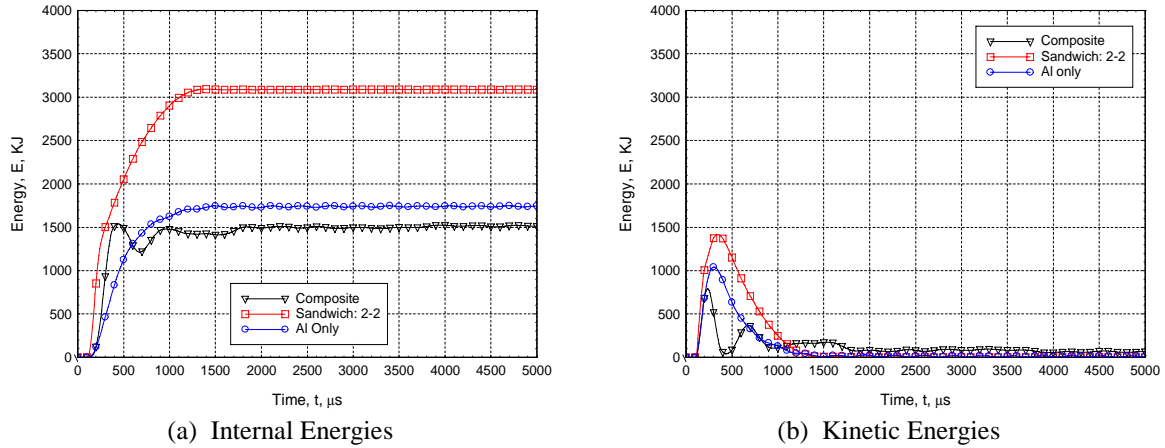 4000
3500
3000
2500
2000
1500
1000
500
0
Energy, E, KJ
0 500 1000 1500 2000 2500 3000 3500 4000 4500 5000
Time, t, μs
Composite
Sandwich: 2-2
Al Only
(a) Internal Energies
4000
3500
3000
2500
2000
1500
1000
500
0
Energy, E, KJ
0 500 1000 1500 2000 2500 3000 3500 4000 4500 5000
Time, t, μs
Composite
Sandwich: 2-2
Al only
(b) Kinetic Energies